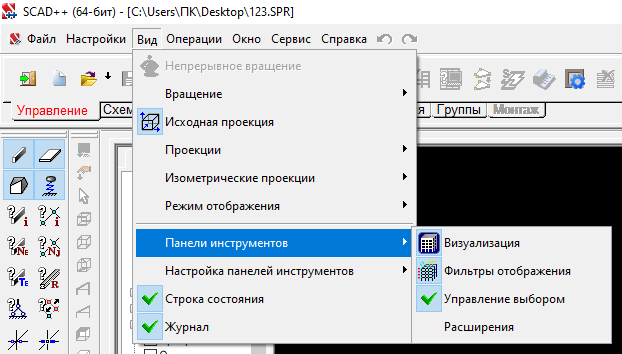 SCAD++ (64-бит) - [C:\Users\ПК\Desktop\123.SPR]
Файл Настройки Вид Операции Окно Сервис Справка
Непрерывное вращение
Вращение
Управление Схем Группы Монтаж
Исходная проекция
Проекции
Изометрические проекции
Режим отображения
Панели инструментов
Визуализация
Настройка панелей инструментов
Фильтры отображения
Строка состояния
Управление выбором
Журнал
Расширения